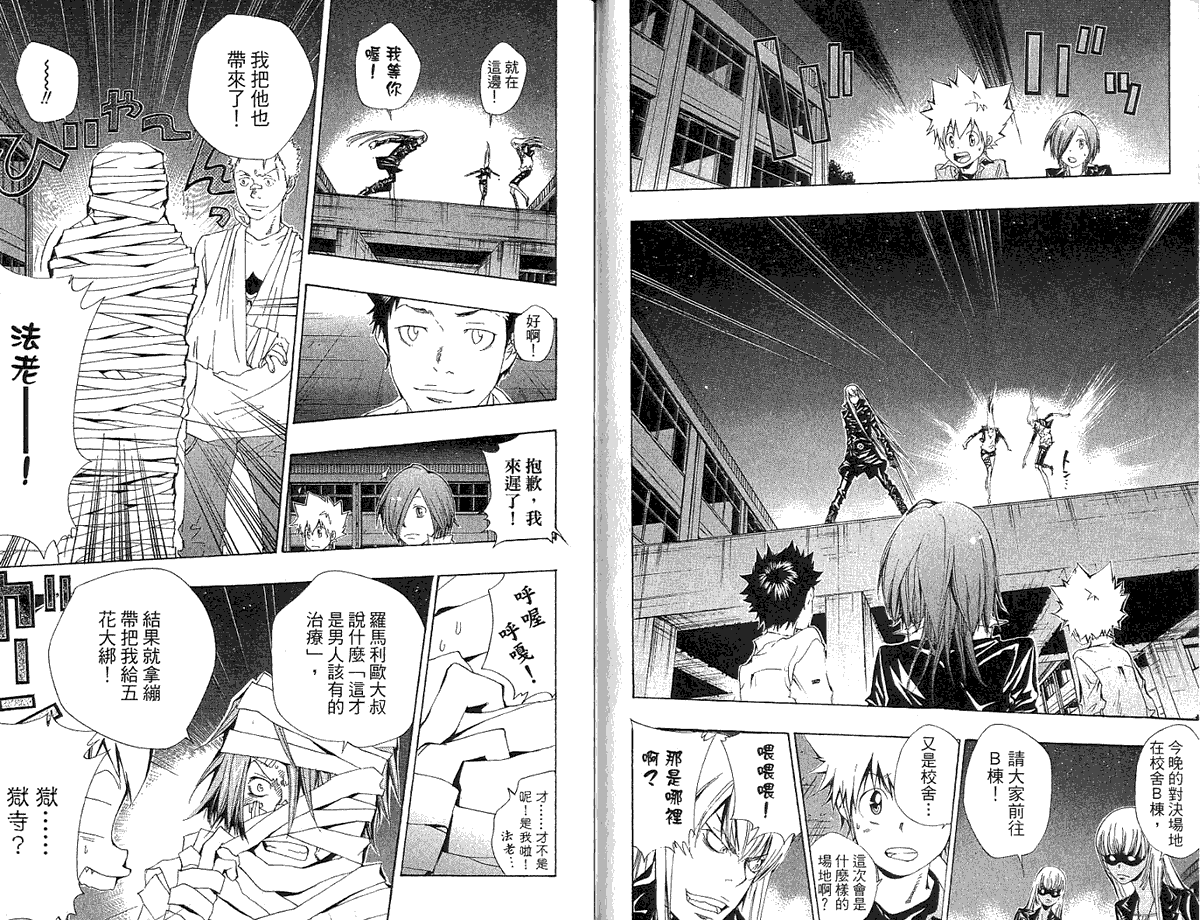 今晚的對決場地
在校舍B棟，
請大家前往
B棟！
又是校舍…
這次會是
什麼樣的
場地啊？
喂喂喂！
那是哪裡
啊？
就在
這邊！
我等你
喔！
好啊！
抱歉，我
來遲了！
我把他也
帶來了！
～～!!
法老——！
呼喔
呼嘎！
才……才不是
呢！是我啦！
法老…
羅馬利歐大叔
說什麼「這才
是男人該有的
治療」，
結果就拿繃
帶把我給五
花大綁！
獄……
獄寺？